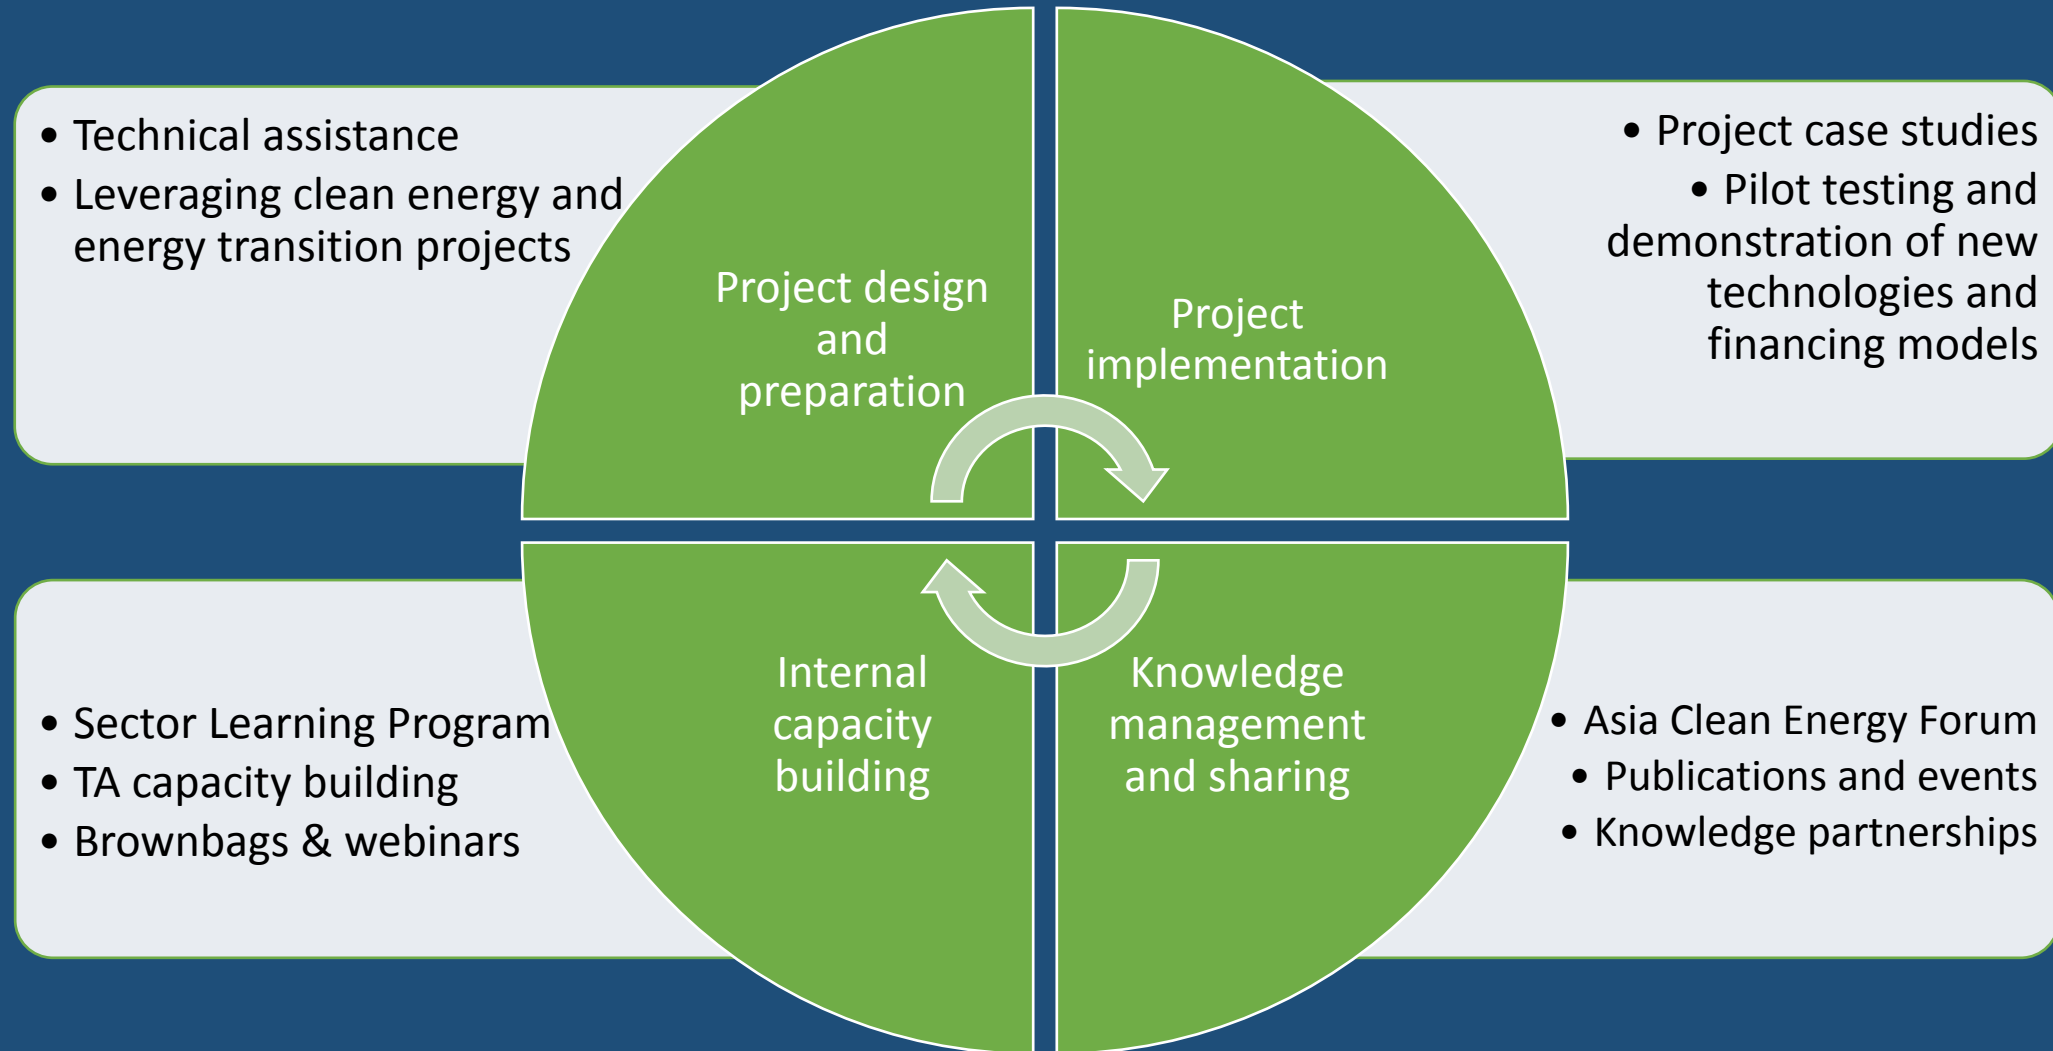 • Technical assistance
• Leveraging clean energy and
energy transition projects
Project design
and
preparation
Project
implementation
• Project case studies
• Pilot testing and
demonstration of new
technologies and
financing models
• Sector Learning Program
• TA capacity building
• Brownbags & webinars
Internal
capacity
building
Knowledge
management
and sharing
• Asia Clean Energy Forum
• Publications and events
• Knowledge partnerships